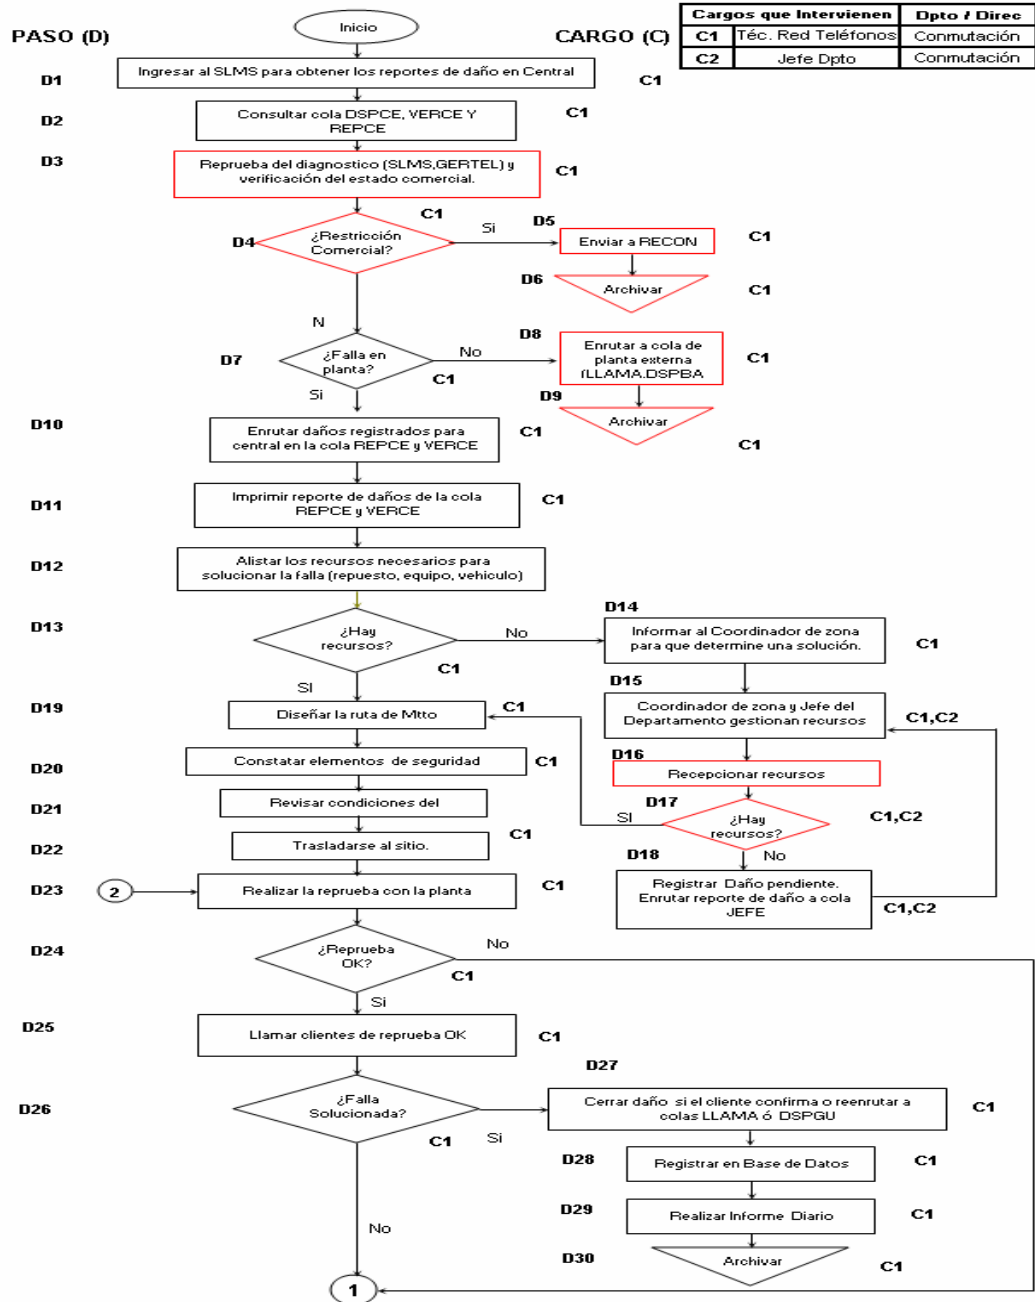 Inicio
Cargos que Intervienen Dpto / Direc
C1 Téc. Red Teléfonos Conmutación
C2 Jefe Dpto Conmutación
PASO (D)
CARGO (C)
D1
Ingresar al SLMS para obtener los reportes de daño en Central
C1
D2
Consultar cola DSPCE, VERCE Y
REPCE
C1
D3
Reprueba del diagnostico (SLMS,GERTEL) y
verificación del estado comercial.
C1
D4
¿Restricción
Comercial?
C1
Si
D5
Enviar a RECON
C1
D6
Archivar
C1
N
D7
¿Falla en
planta?
C1
No
D8
Enrutar a cola de
planta externa
(LLAMA,DSPBA
C1
D9
Archivar
C1
Si
D10
Enrutar daños registrados para
central en la cola REPCE y VERCE
C1
D11
Imprimir reporte de daños de la cola
REPCE y VERCE
C1
D12
Alistar los recursos necesarios para
solucionar la falla (repuesto, equipo, vehiculo)
D13
¿Hay
recursos?
C1
No
D14
Informar al Coordinador de zona
para que determine una solución.
C1
D15
Coordinador de zona y Jefe del
Departamento gestionan recursos
C1,C2
D16
Recepcionar recursos
D17
¿Hay
recursos?
C1,C2
SI
No
D18
Registrar Daño pendiente.
Enrutar reporte de daño a cola
JEFE
C1,C2
SI
D19
Diseñar la ruta de Mtto
C1
D20
Constatar elementos de seguridad
C1
D21
Revisar condiciones del
D22
Trasladarse al sitio.
C1
D23
2
Realizar la reprueba con la planta
C1
D24
¿Reprueba
OK?
C1
No
Si
D25
Llamar clientes de reprueba OK
C1
D26
¿Falla
Solucionada?
C1
Si
D27
Cerrar daño si el cliente confirma o reenrutar a
colas LLAMA ó DSPGU
C1
D28
Registrar en Base de Datos
C1
D29
Realizar Informe Diario
C1
D30
Archivar
C1
No
1